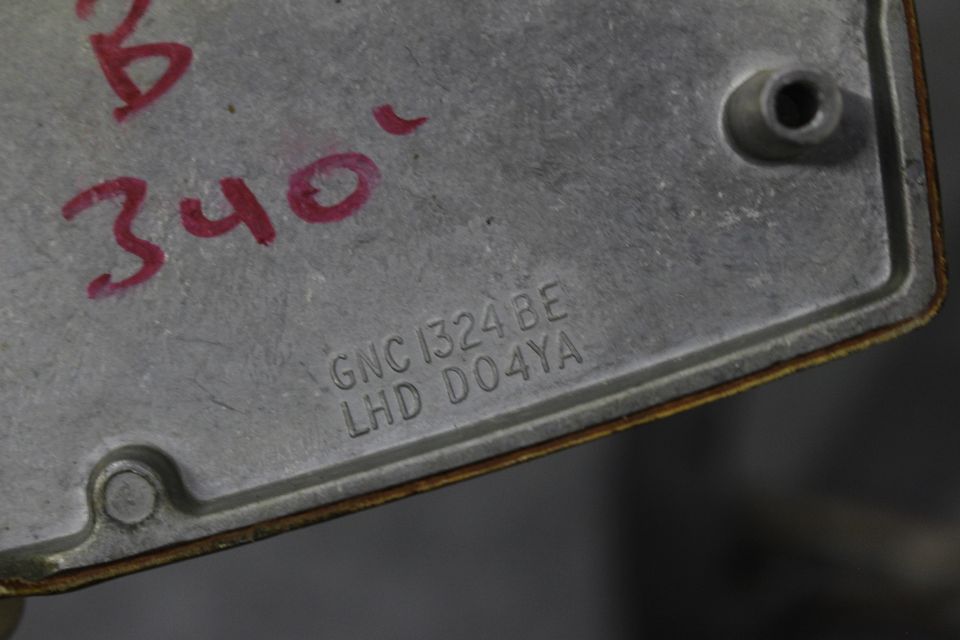 B
340
GNC 1324 BE
LHD D04YA